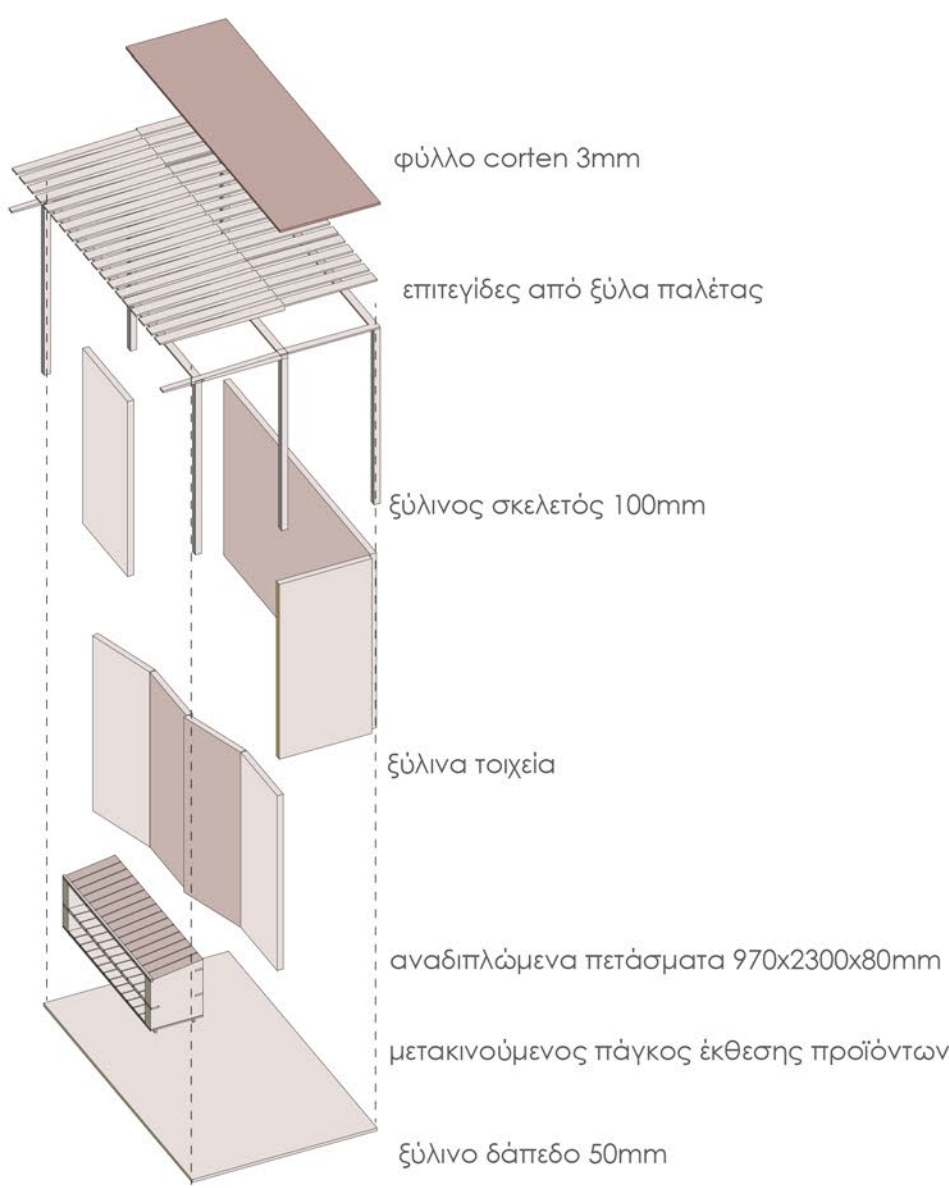 φύλλο corten 3mm
επιτεγίδες από ξύλα παλέτας
ξύλινος σκελετός 100mm
ξύλινα τοιχεία
αναδιπλώμενα πετάσματα 970x2300x80mm
μετακινούμενος πάγκος έκθεσης προϊόντων
ξύλινο δάπεδο 50mm